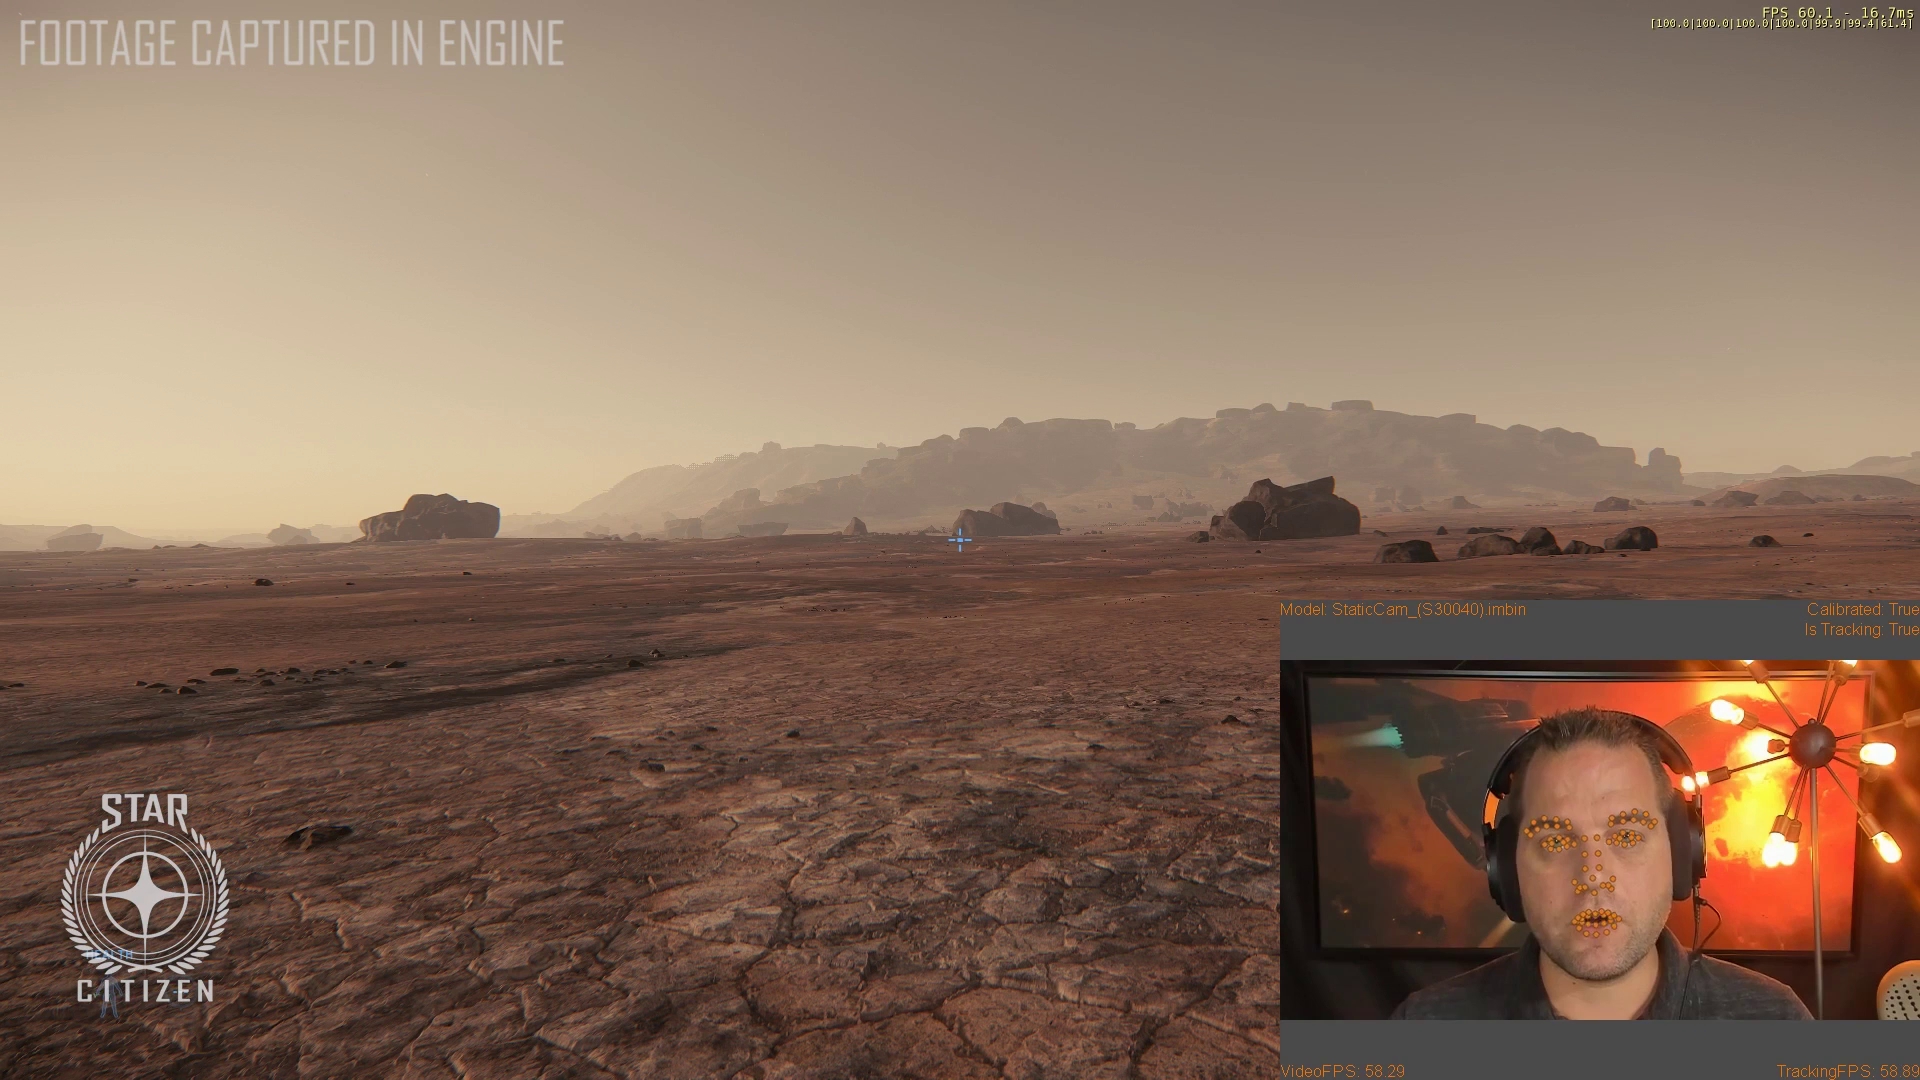 FOOTAGE CAPTURED IN ENGINE
FPS 60.1 - 16.7ms
[100.0|100.0|100.0|100.0|99.9|99.4|61.4]
Model: StaticCam_(S30040).imbin
Calibrated: True
Is Tracking: True
STAR
HEALTH
CITIZEN
VideoFPS: 58.29
TrackingFPS: 58.89